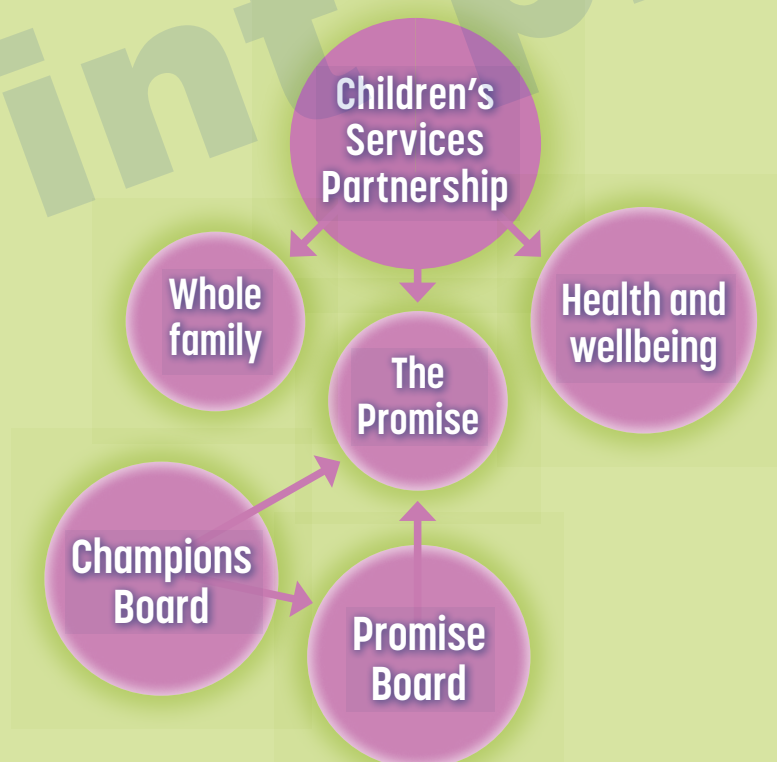 Children's
Services
Partnership
Whole
family
Health and
wellbeing
The
Promise
Champions
Board
Promise
Board